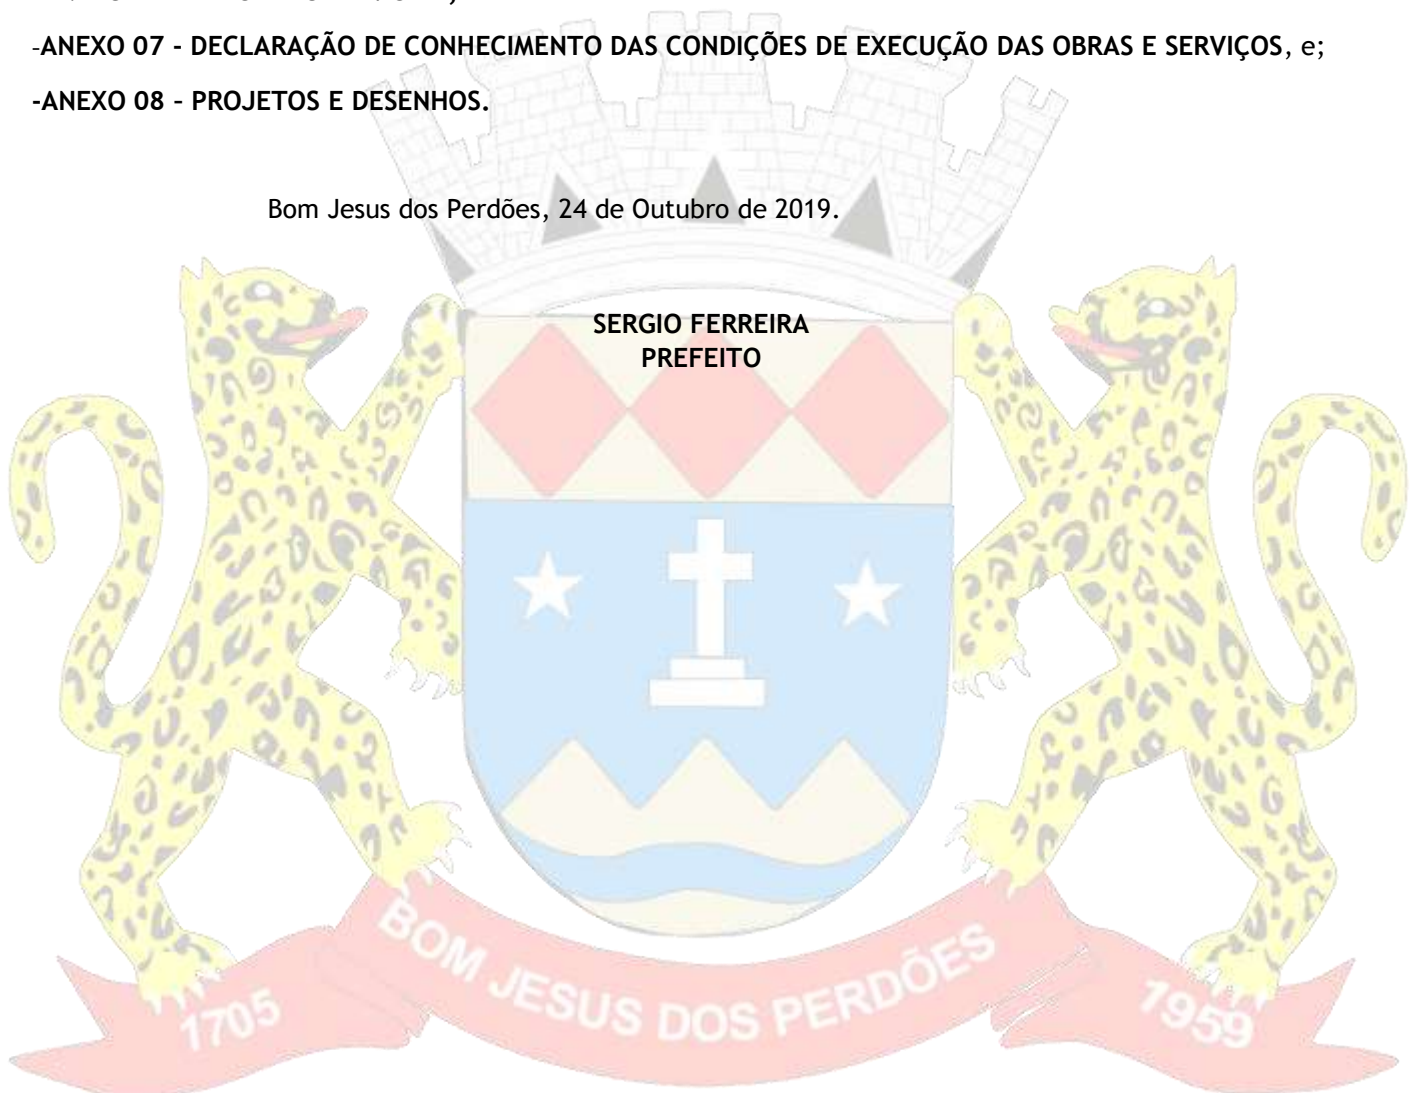 -ANEXO 07 - DECLARAÇÃO DE CONHECIMENTO DAS CONDIÇÕES DE EXECUÇÃO DAS OBRAS E SERVIÇOS, e;
-ANEXO 08 – PROJETOS E DESENHOS.
Bom Jesus dos Perdões, 24 de Outubro de 2019.
SERGIO FERREIRA
PREFEITO
1705
BOM JESUS DOS PERDÕES
1959